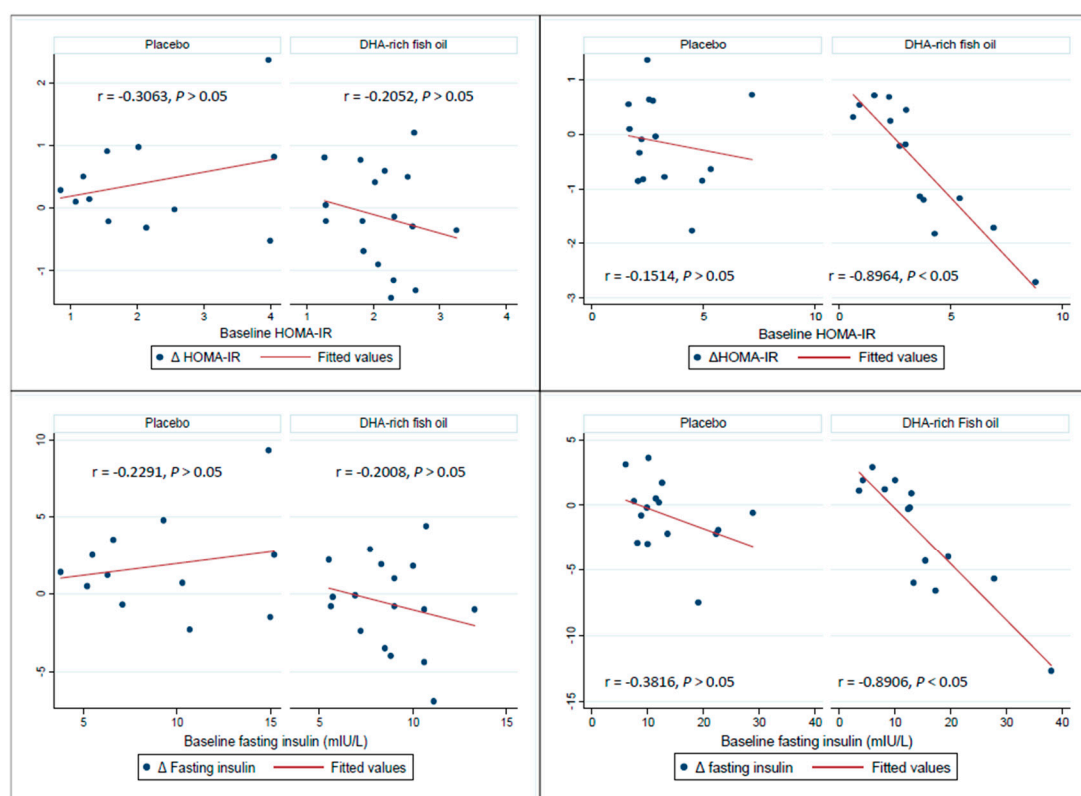 Placebo
DHA-rich fish oil
r = -0.3063, P > 0.05
r = -0.2052, P > 0.05
2
1
0
-1
1 2 3 4
1 2 3 4
Baseline HOMA-IR
Δ HOMA-IR
Fitted values
Placebo
DHA-rich fish oil
1
0
-1
-2
-3
r = -0.1514, P > 0.05
r = -0.8964, P < 0.05
0 5 10
0 5 10
Baseline HOMA-IR
ΔHOMA-IR
Fitted values
Placebo
DHA-rich fish oil
r = -0.2291, P > 0.05
r = -0.2008, P > 0.05
10
5
0
-5
5 10 15
5 10 15
Baseline fasting insulin (mIU/L)
Δ Fasting insulin
Fitted values
Placebo
DHA-rich Fish oil
5
0
-5
-10
-15
r = -0.3816, P > 0.05
r = -0.8906, P < 0.05
0 10 20 30 40
0 10 20 30 40
Baseline fasting insulin (mIU/L)
Δ fasting insulin
Fitted values